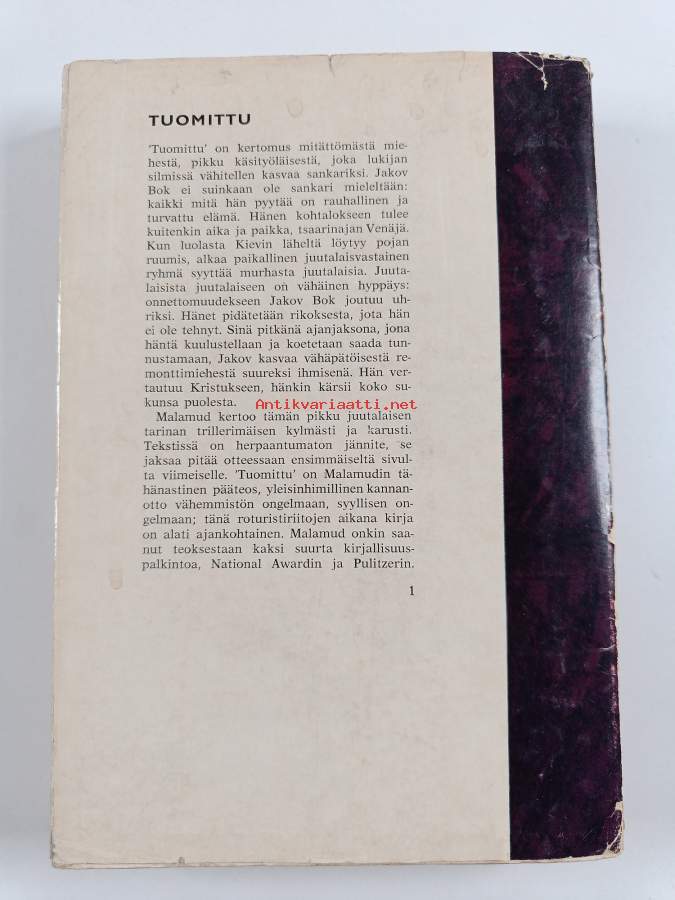 TUOMITTU
'Tuomittu' on kertomus mitättömästä mie-
hestä, pikku käsityöläisestä, joka lukijan
silmissä vähitellen kasvaa sankariksi. Jakov
Bok ei suinkaan ole sankari mieleltään:
kaikki mitä hän pyytää on rauhallinen ja
turvattu elämä. Hänen kohtalokseen tulee
kuitenkin aika ja paikka, tsaarinajan Venäjä.
Kun luolasta Kievin läheltä löytyy pojan
ruumis, alkaa paikallinen juutalaisvastainen
ryhmä syyttää murhasta juutalaisia. Juuta-
laisista juutalaiseen on vähäinen hyppäys:
onnettomuudekseen Jakov Bok joutuu uh-
riksi. Hänet pidätetään rikoksesta, jota hän
ei ole tehnyt. Sinä pitkänä ajanjaksona, jona
häntä kuulustellaan ja koetetaan saada tun-
nustamaan, Jakov kasvaa vähäpätöisestä re-
monttimiehestä suureksi ihmisenä. Hän ver-
tautuu Kristukseen, hänkin kärsii koko su-
kunsa puolesta.
Antikvariaatti.net
Malamud kertoo tämän pikku juutalaisen
tarinan trillerimäisen kylmästi ja karusti.
Tekstissä on herpaantumaton jännite, se
jaksaa pitää otteessaan ensimmäiseltä sivul-
ta viimeiselle. 'Tuomittu' on Malamudin tä-
hänastinen pääteos, yleisinhimillinen kannan-
otto vähemmistön ongelmaan, syyllisen on-
gelmaan; tänä roturistiriitojen aikana kirja
on alati ajankohtainen. Malamud onkin saa-
nut teoksestaan kaksi suurta kirjallisuus-
palkintoa, National Awardin ja Pulitzerin.
1